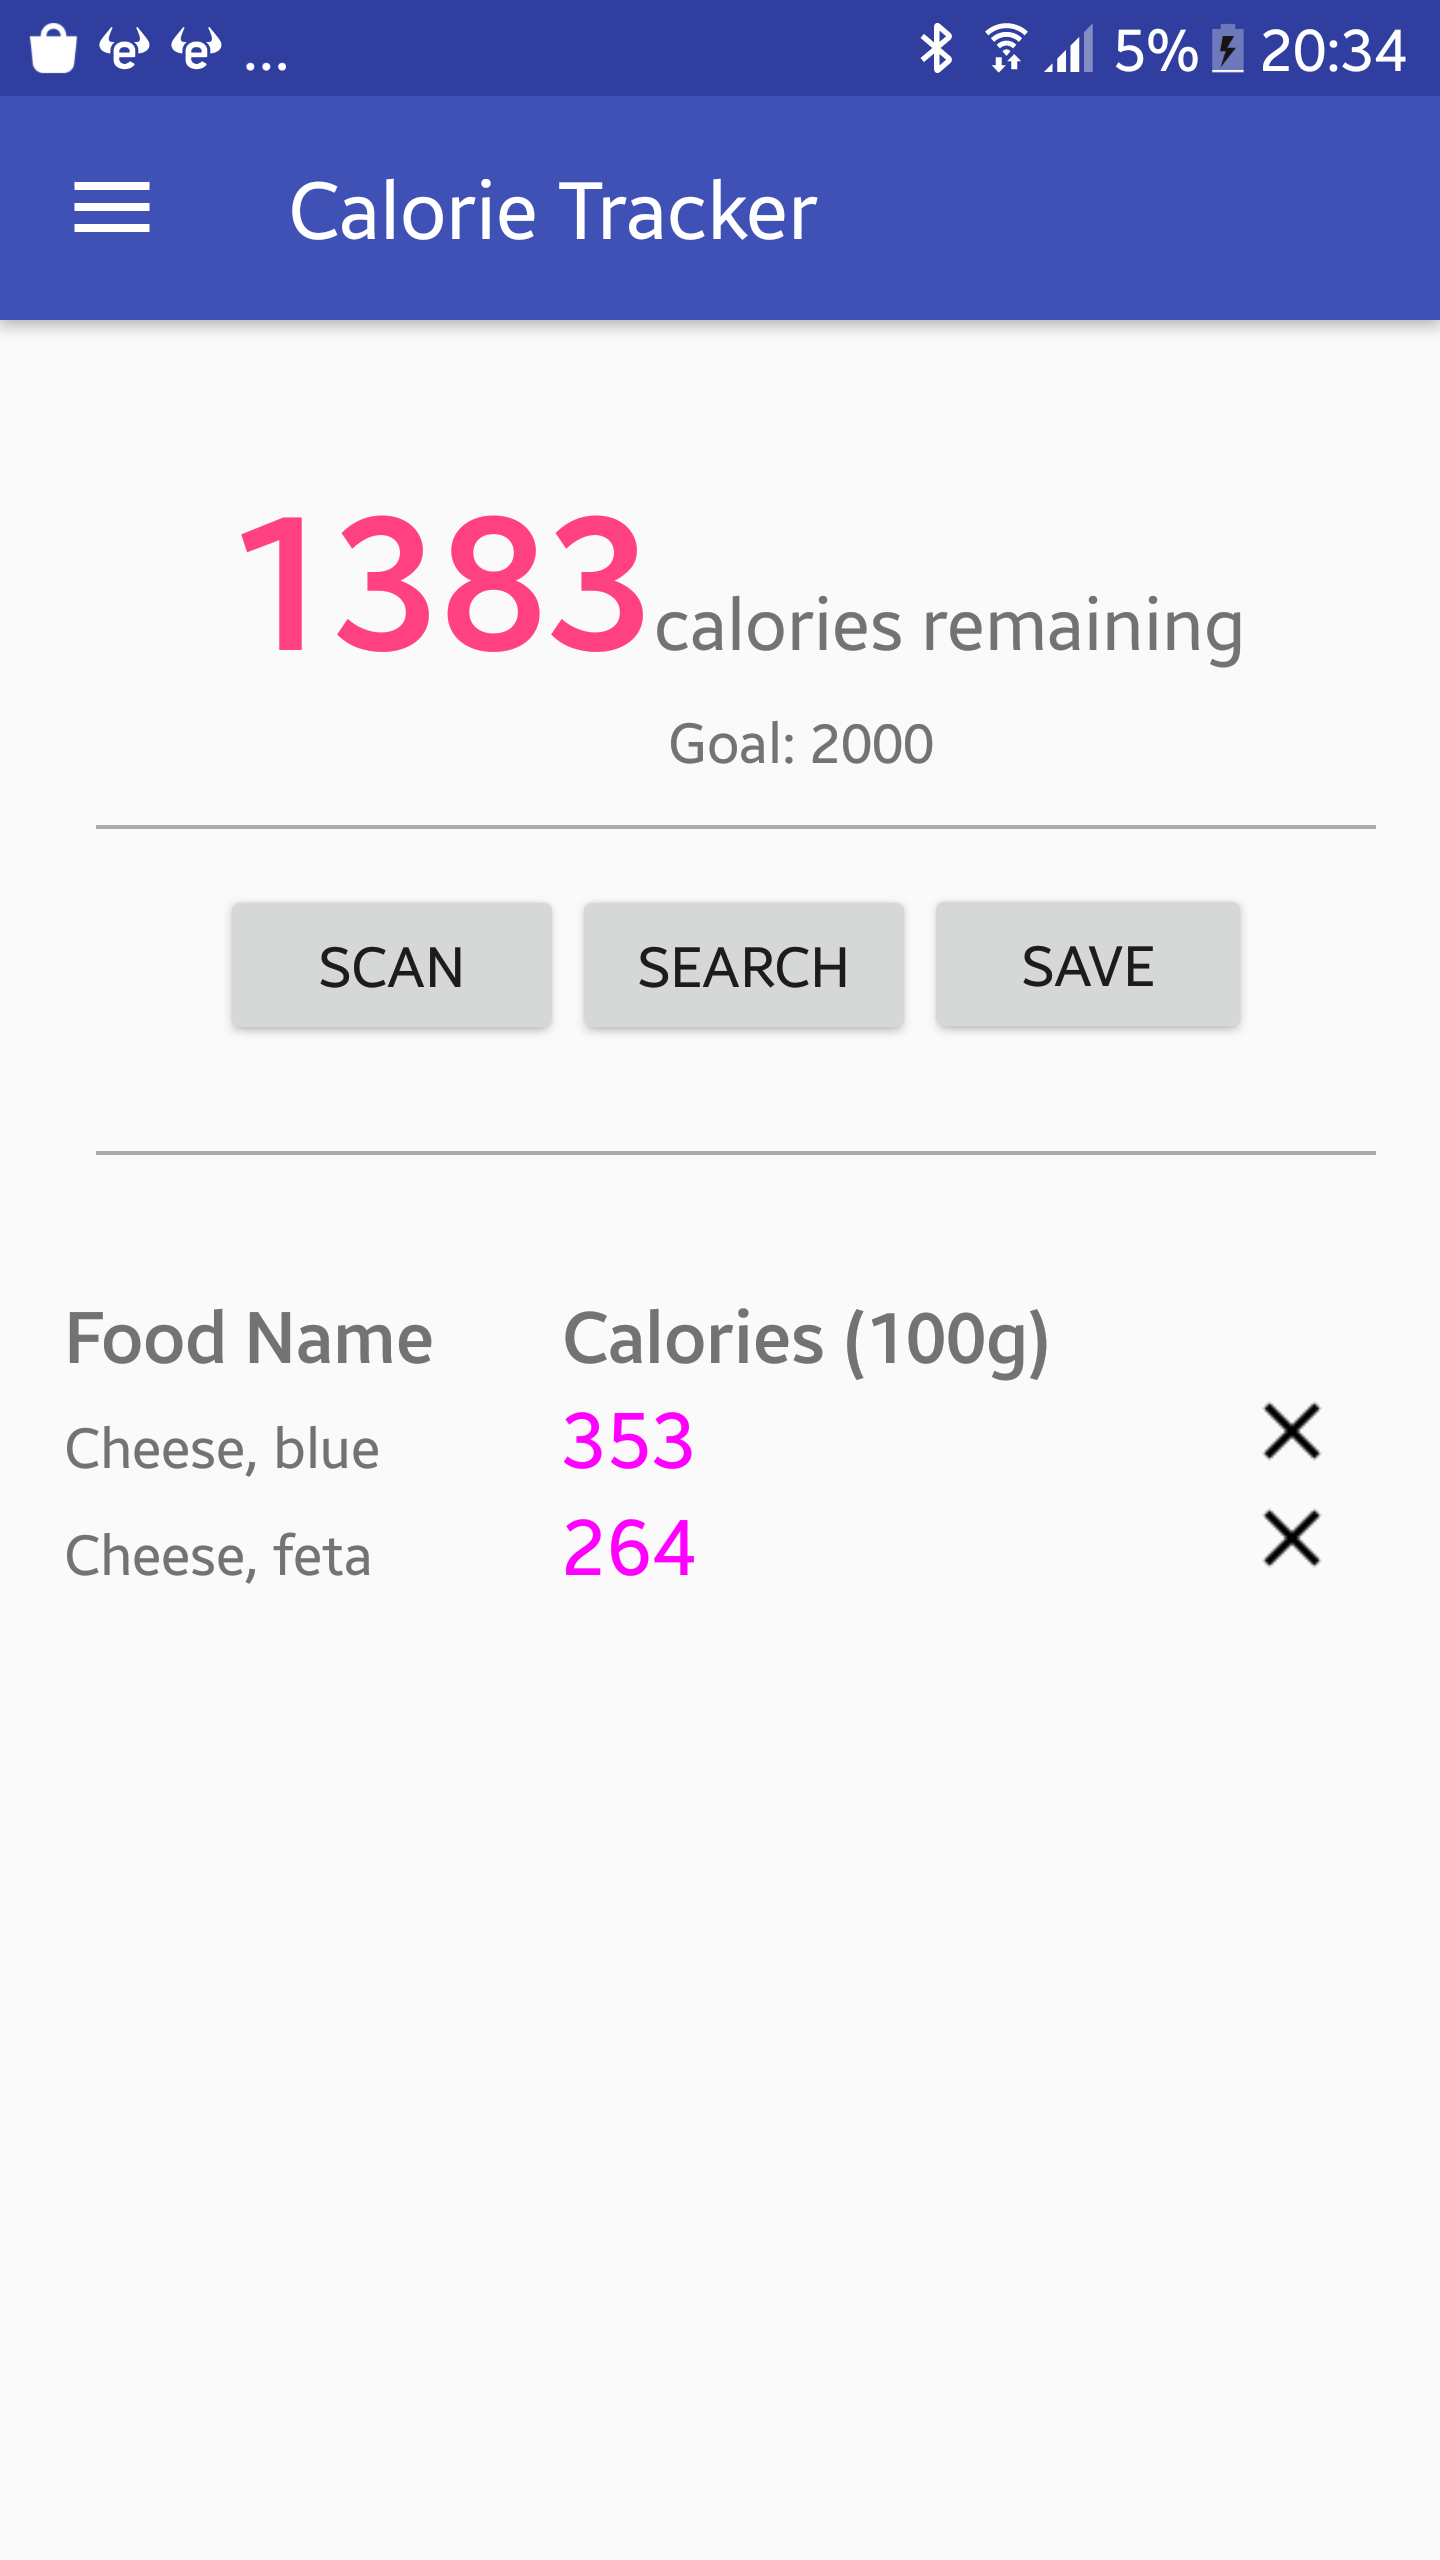 ... 5% 20:34
Calorie Tracker
1383 calories remaining
Goal: 2000
SCAN SEARCH SAVE
Food Name Calories (100g)
Cheese, blue 353
Cheese, feta 264